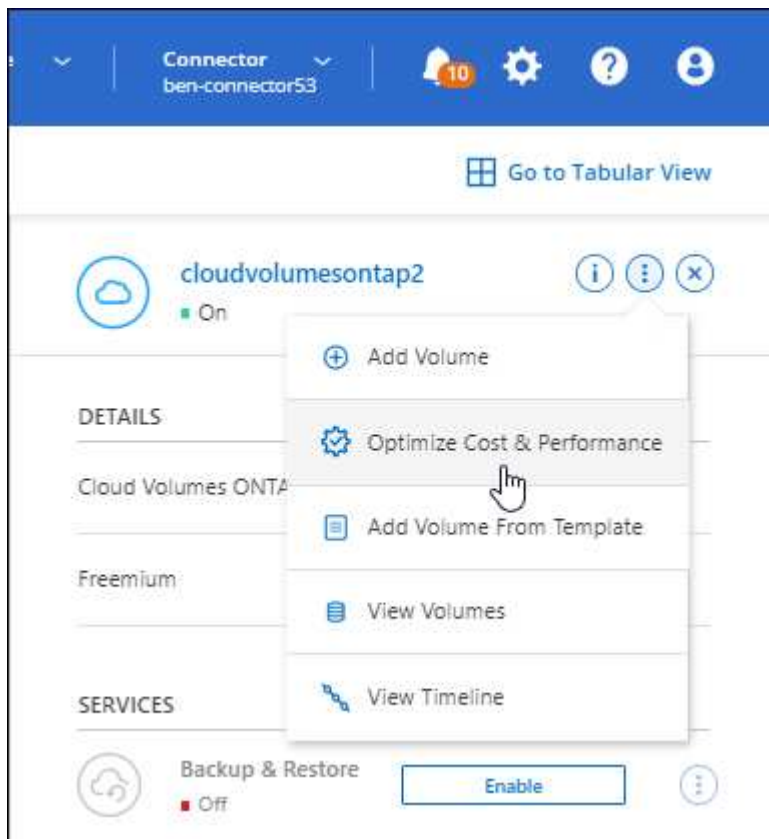 Connector
ben-connector53
10
Go to Tabular View
cloudvolumesontap2
On
Add Volume
DETAILS
Optimize Cost & Performance
Cloud Volumes ONTA
Add Volume From Template
Freemium
View Volumes
View Timeline
SERVICES
Backup & Restore
Enable
Off